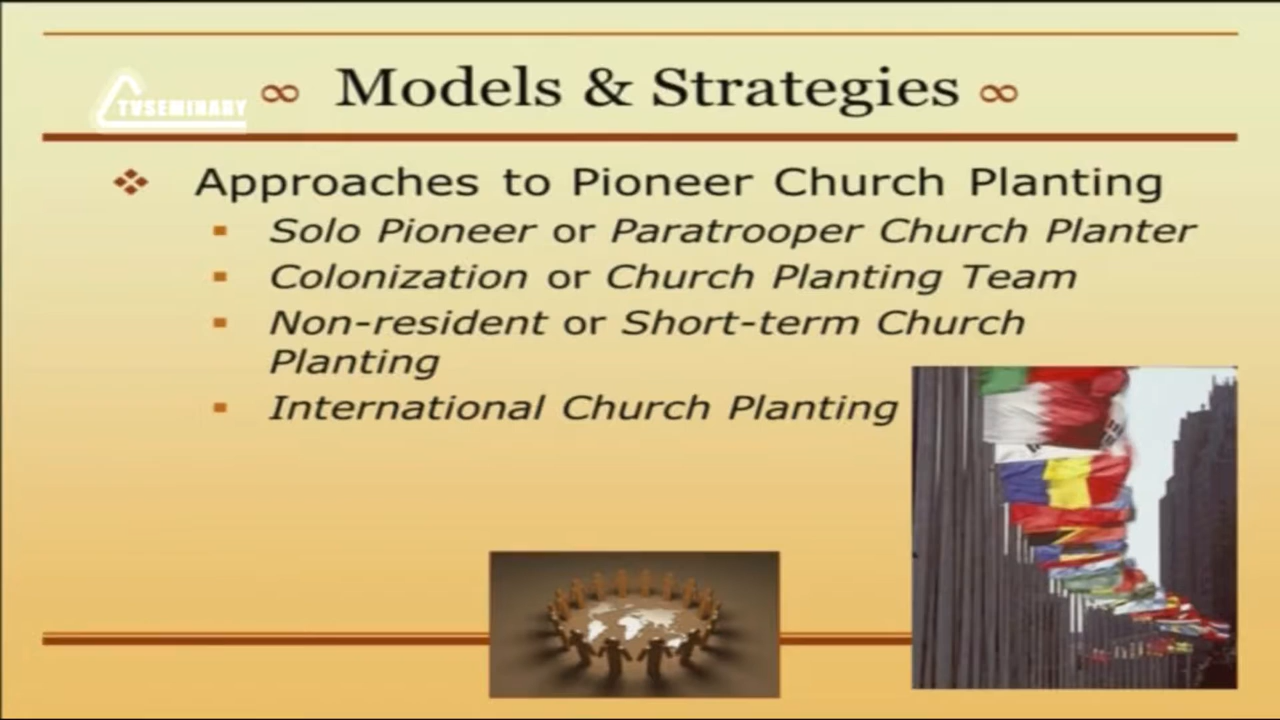 TVSEMINARY
∞ Models & Strategies ∞
❖ Approaches to Pioneer Church Planting
▪ Solo Pioneer or Paratrooper Church Planter
▪ Colonization or Church Planting Team
▪ Non-resident or Short-term Church
Planting
▪ International Church Planting